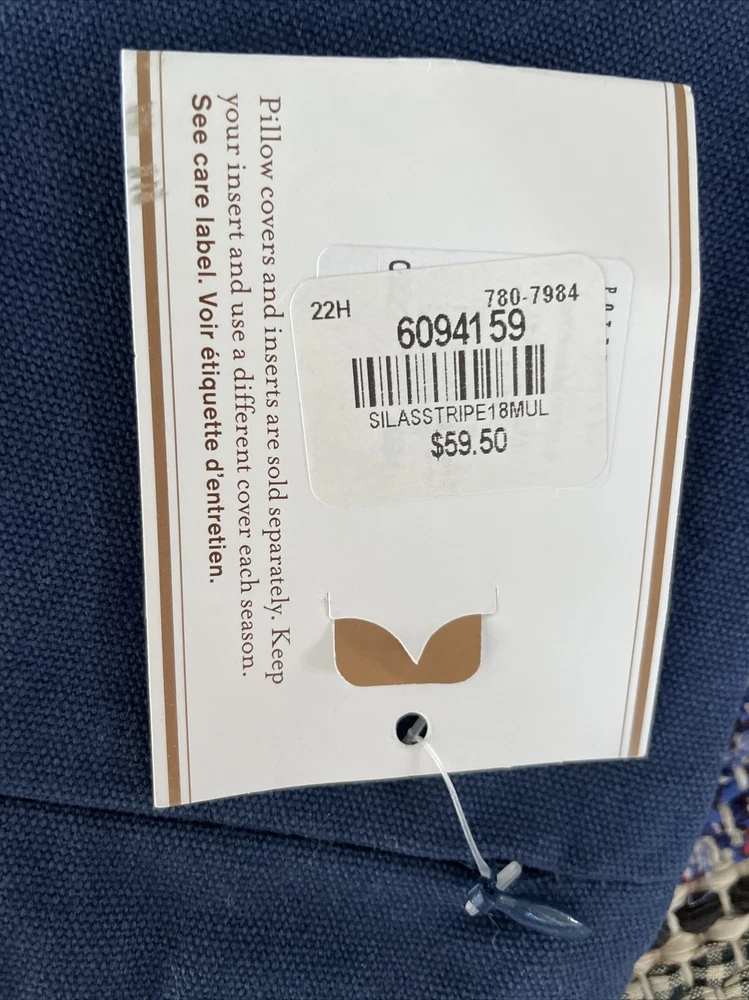 Pillow covers and inserts are sold separately. Keep
your insert and use a different cover each season.
See care label. Voir étiquette d'entretien.
22H
780-7984
6094159
SILASSTRIPE18MUL
$59.50